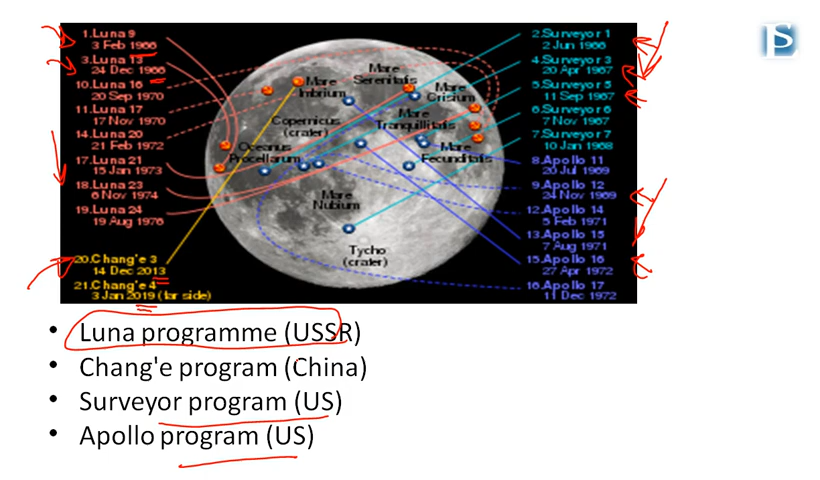 1.Luna 9
3 Feb 1966
3.Luna 13
24 Dec 1966
10.Luna 16
20 Sep 1970
11.Luna 17
17 Nov 1970
14.Luna 20
21 Feb 1972
17.Luna 21
15 Jan 1973
18.Luna 23
6 Nov 1974
19.Luna 24
19 Aug 1976
20.Chang'e 3
14 Dec 2013
21.Chang'e 4
3 Jan 2019 (far side)
Mare
Imbrium
Mare
Serenitatis
Mare
Crisium
Copernicus
(crater)
Mare
Tranquillitatis
Oceanus
Procellarum
Mare
Fecunditatis
Mare
Nubium
Tycho
(crater)
2.Surveyor 1
2 Jun 1966
4.Surveyor 3
20 Apr 1967
5.Surveyor 5
11 Sep 1967
6.Surveyor 6
7 Nov 1967
7.Surveyor 7
10 Jan 1968
8.Apollo 11
20 Jul 1969
9.Apollo 12
24 Nov 1969
12.Apollo 14
5 Feb 1971
13.Apollo 15
7 Aug 1971
15.Apollo 16
27 Apr 1972
16.Apollo 17
11 Dec 1972
• Luna programme (USSR)
• Chang'e program (China)
• Surveyor program (US)
• Apollo program (US)